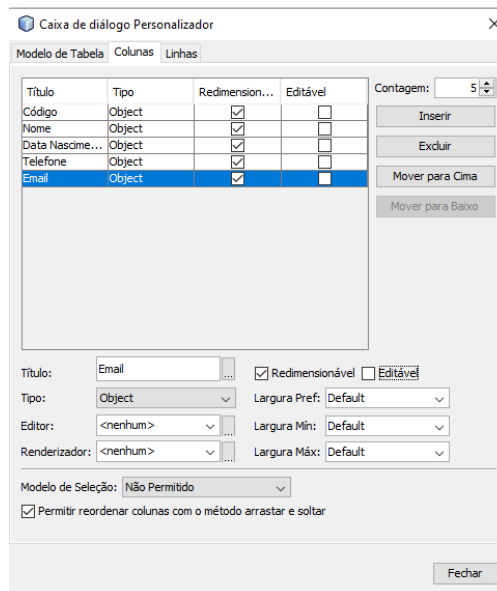 Caixa de diálogo Personalizador
Modelo de Tabela Colunas Linhas
Título Tipo Redimension... Editável
Código Object
Nome Object
Data Nascime... Object
Telefone Object
Email Object
Contagem: 5
Inserir
Excluir
Mover para Cima
Mover para Baixo
Título: Email ... Redimensionável Editável
Tipo: Object Largura Pref: Default
Editor: <nenhum> ... Largura Mín: Default
Renderizador: <nenhum> ... Largura Máx: Default
Modelo de Seleção: Não Permitido
Permitir reordenar colunas com o método arrastar e soltar
Fechar